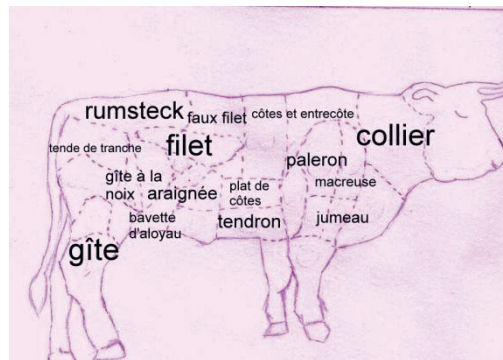 rumsteck
faux filet
côtes et entrecôte
collier
tende de tranche
filet
paleron
gîte à la
noix
araignée
plat de
côtes
macreuse
bavette
d'aloyau
tendron
jumeau
gîte